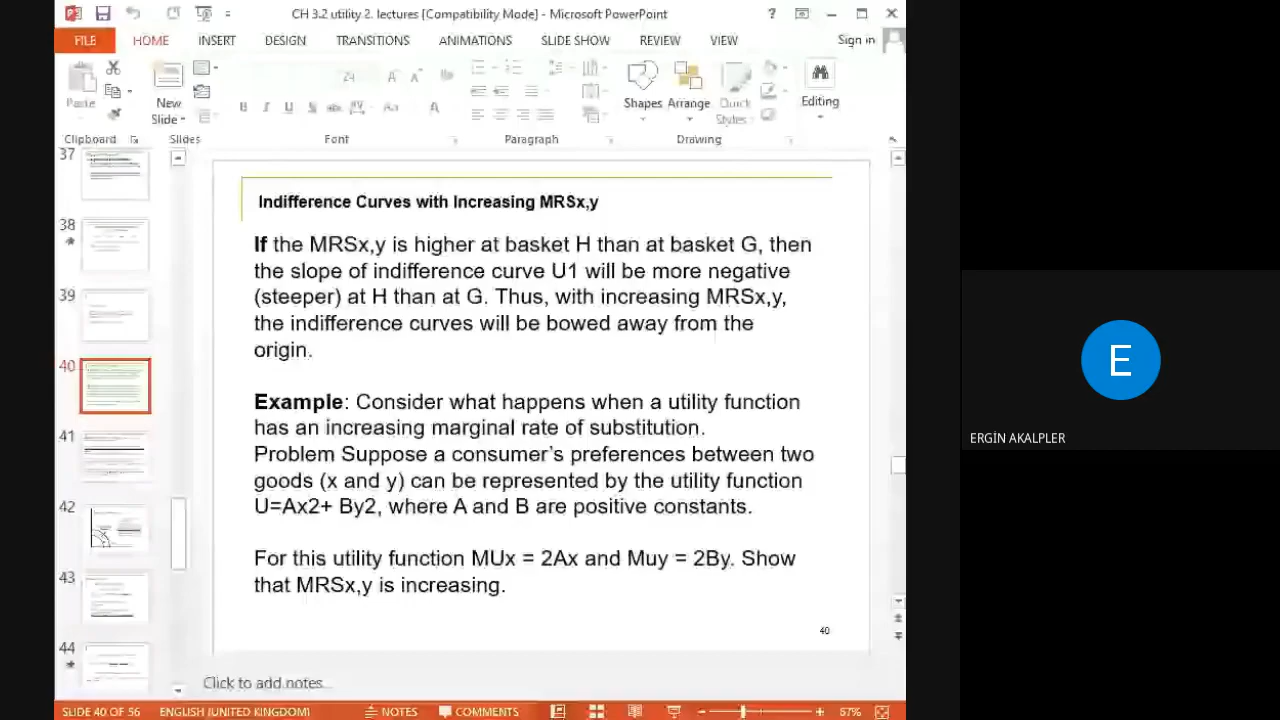 CH 3.2 utility 2. lectures [Compatibility Mode] - Microsoft PowerPoint
FILE HOME INSERT DESIGN TRANSITIONS ANIMATIONS SLIDE SHOW REVIEW VIEW Sign in
24
Paste New Slide Shapes Arrange Quick Styles Editing
Clipboard Slides Font Paragraph Drawing
37
38
39
40
41
42
43
44
Indifference Curves with Increasing MRSx,y
If the MRSx,y is higher at basket H than at basket G, then
the slope of indifference curve U1 will be more negative
(steeper) at H than at G. Thus, with increasing MRSx,y,
the indifference curves will be bowed away from the
origin.
Example: Consider what happens when a utility function
has an increasing marginal rate of substitution.
Problem Suppose a consumer's preferences between two
goods (x and y) can be represented by the utility function
U=Ax2+ By2, where A and B are positive constants.
For this utility function MUx = 2Ax and Muy = 2By. Show
that MRSx,y is increasing.
40
Click to add notes
SLIDE 40 OF 56 ENGLISH (UNITED KINGDOM) NOTES COMMENTS 67%
E
ERGİN AKALPLER